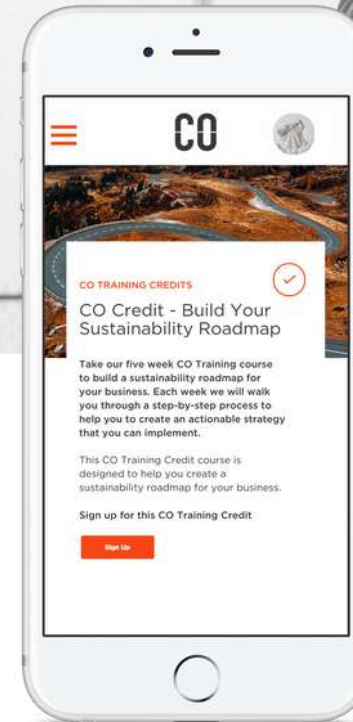 CO
CO TRAINING CREDITS
CO Credit - Build Your
Sustainability Roadmap
Take our five week CO Training course
to build a sustainability roadmap for
your business. Each week we will walk
you through a step-by-step process to
help you to create an actionable strategy
that you can implement.
This CO Training Credit course is
designed to help you create a
sustainability roadmap for your business.
Sign up for this CO Training Credit
Sign Up